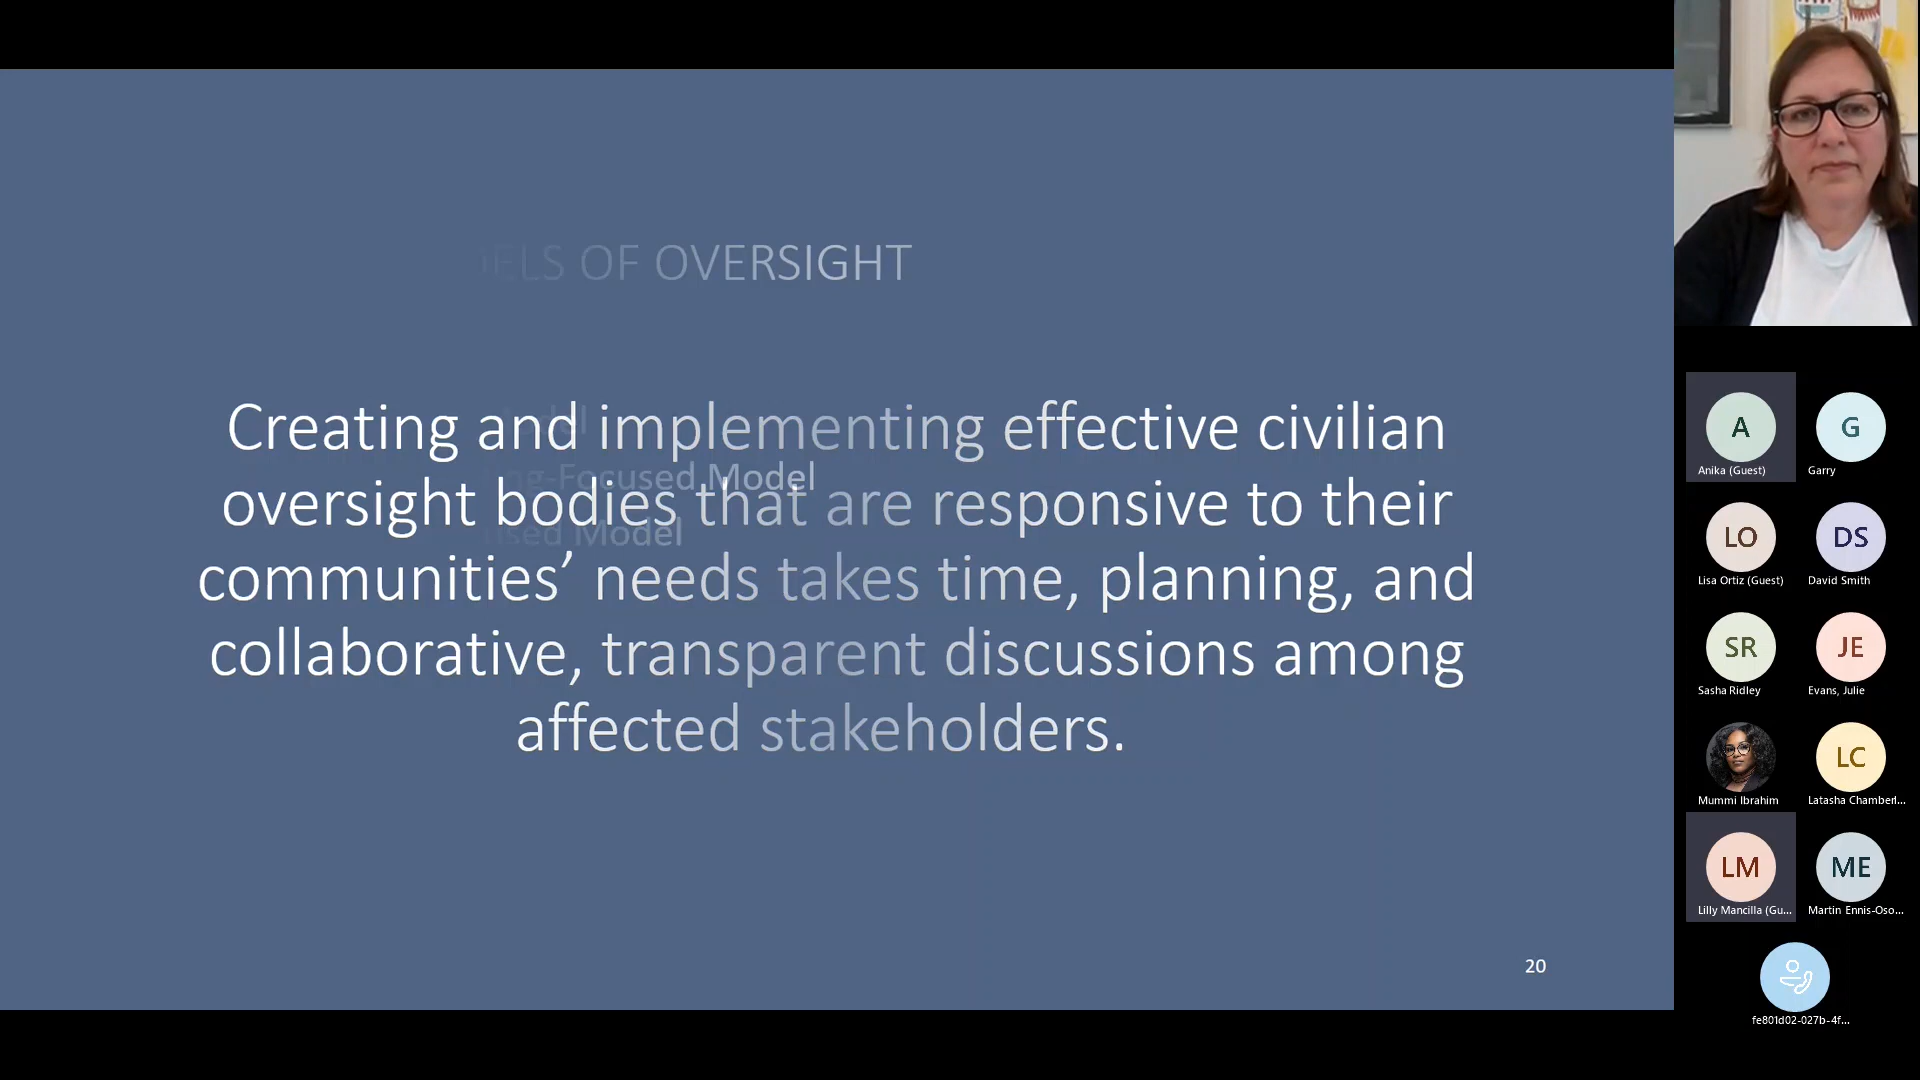 OF OVERSIGHT
Creating and implementing effective civilian
Focused Model
oversight bodies that are responsive to their
Model
communities’ needs takes time, planning, and
collaborative, transparent discussions among
affected stakeholders.
20
A
G
Anika (Guest)
Garry
LO
DS
Lisa Ortiz (Guest)
David Smith
SR
JE
Sasha Ridley
Evans, Julie
LC
Mummi Ibrahim
Latasha Chamberl...
LM
ME
Lilly Mancilla (Gu...
Martin Ennis-Oso...
fe801d02-027b-4f...